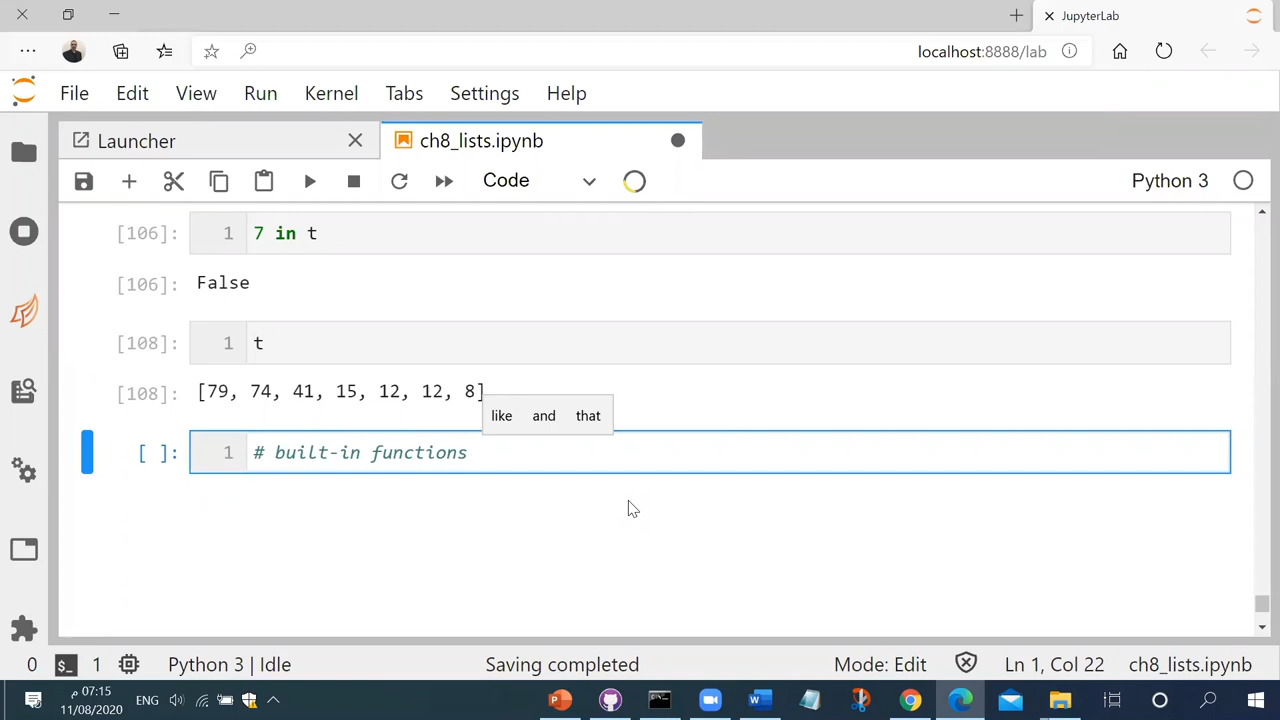 JupyterLab
localhost:8888/lab
File Edit View Run Kernel Tabs Settings Help
Launcher
ch8_lists.ipynb
Code
Python 3
[106]: 1 7 in t
[106]: False
[108]: 1 t
[108]: [79, 74, 41, 15, 12, 12, 8]
like and that
[ ]: 1 # built-in functions
0 1 Python 3 | Idle Saving completed Mode: Edit Ln 1, Col 22 ch8_lists.ipynb
07:15 م
11/08/2020
ENG